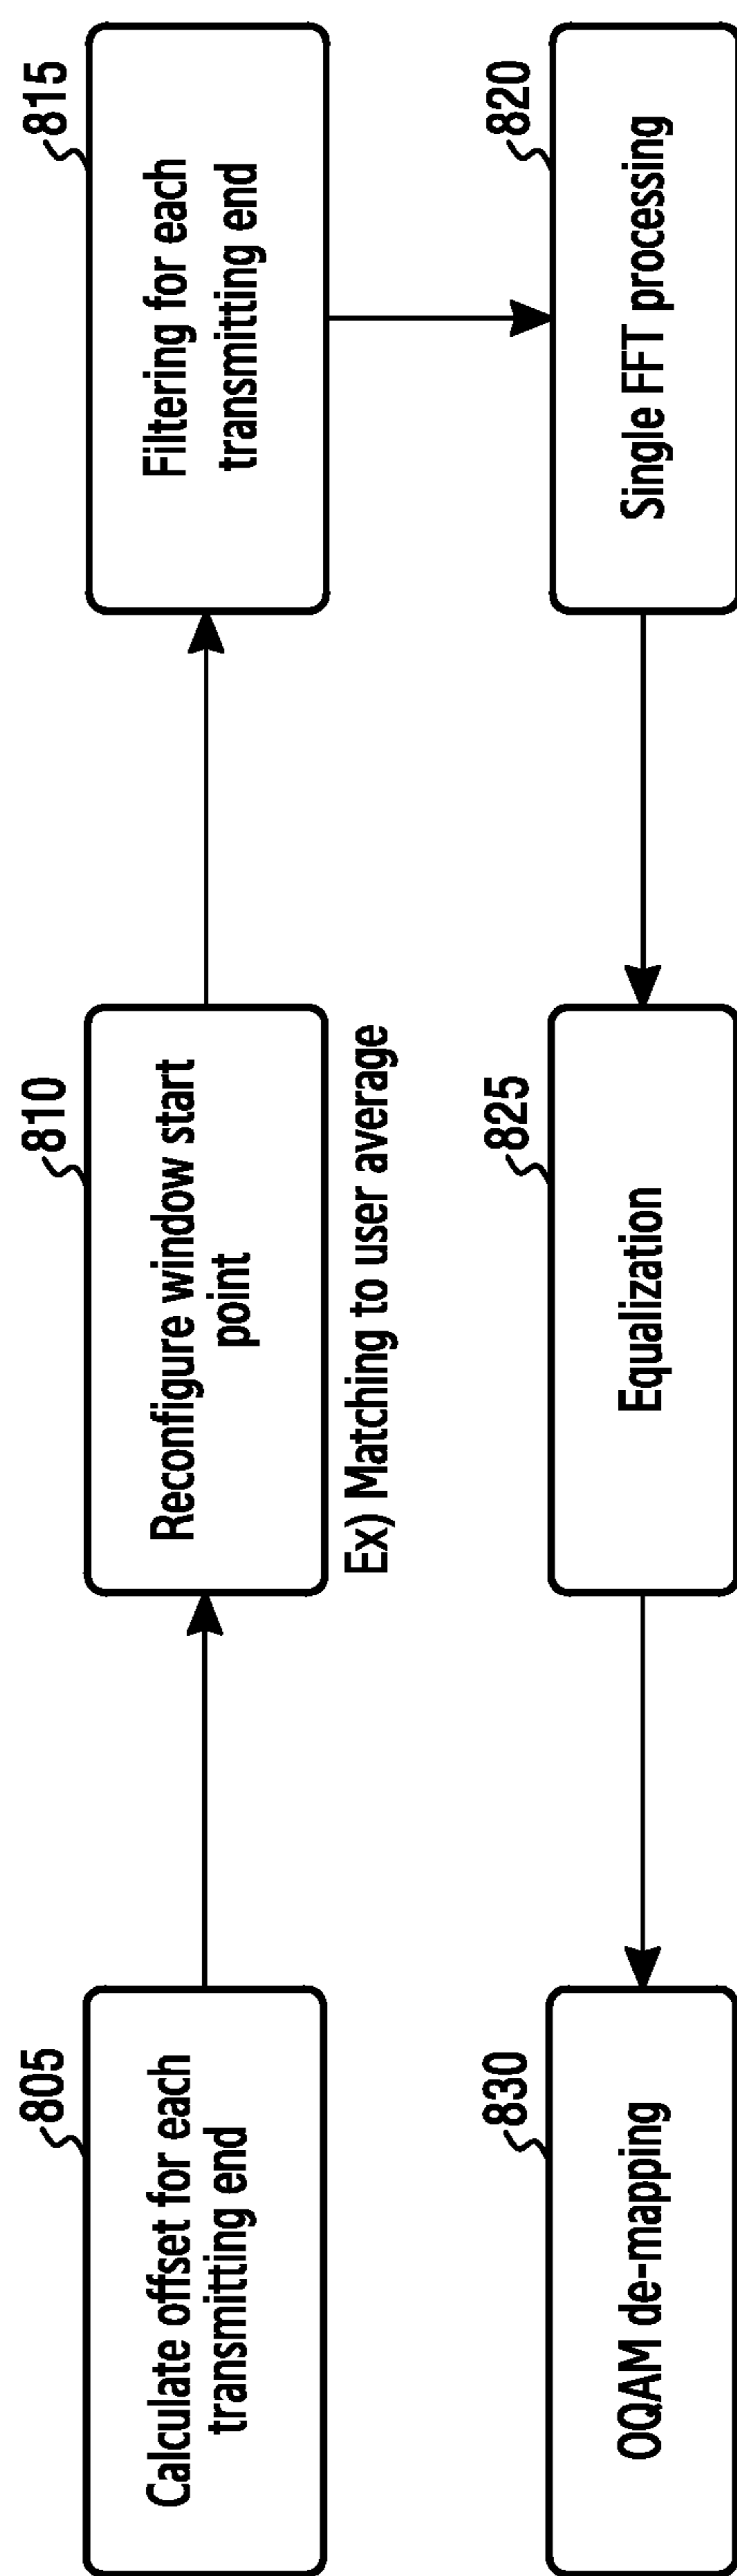 805
Calculate offset for each
transmitting end
810
Reconfigure window start
point
Ex) Matching to user average
815
Filtering for each
transmitting end
820
Single FFT processing
825
Equalization
830
OQAM de-mapping